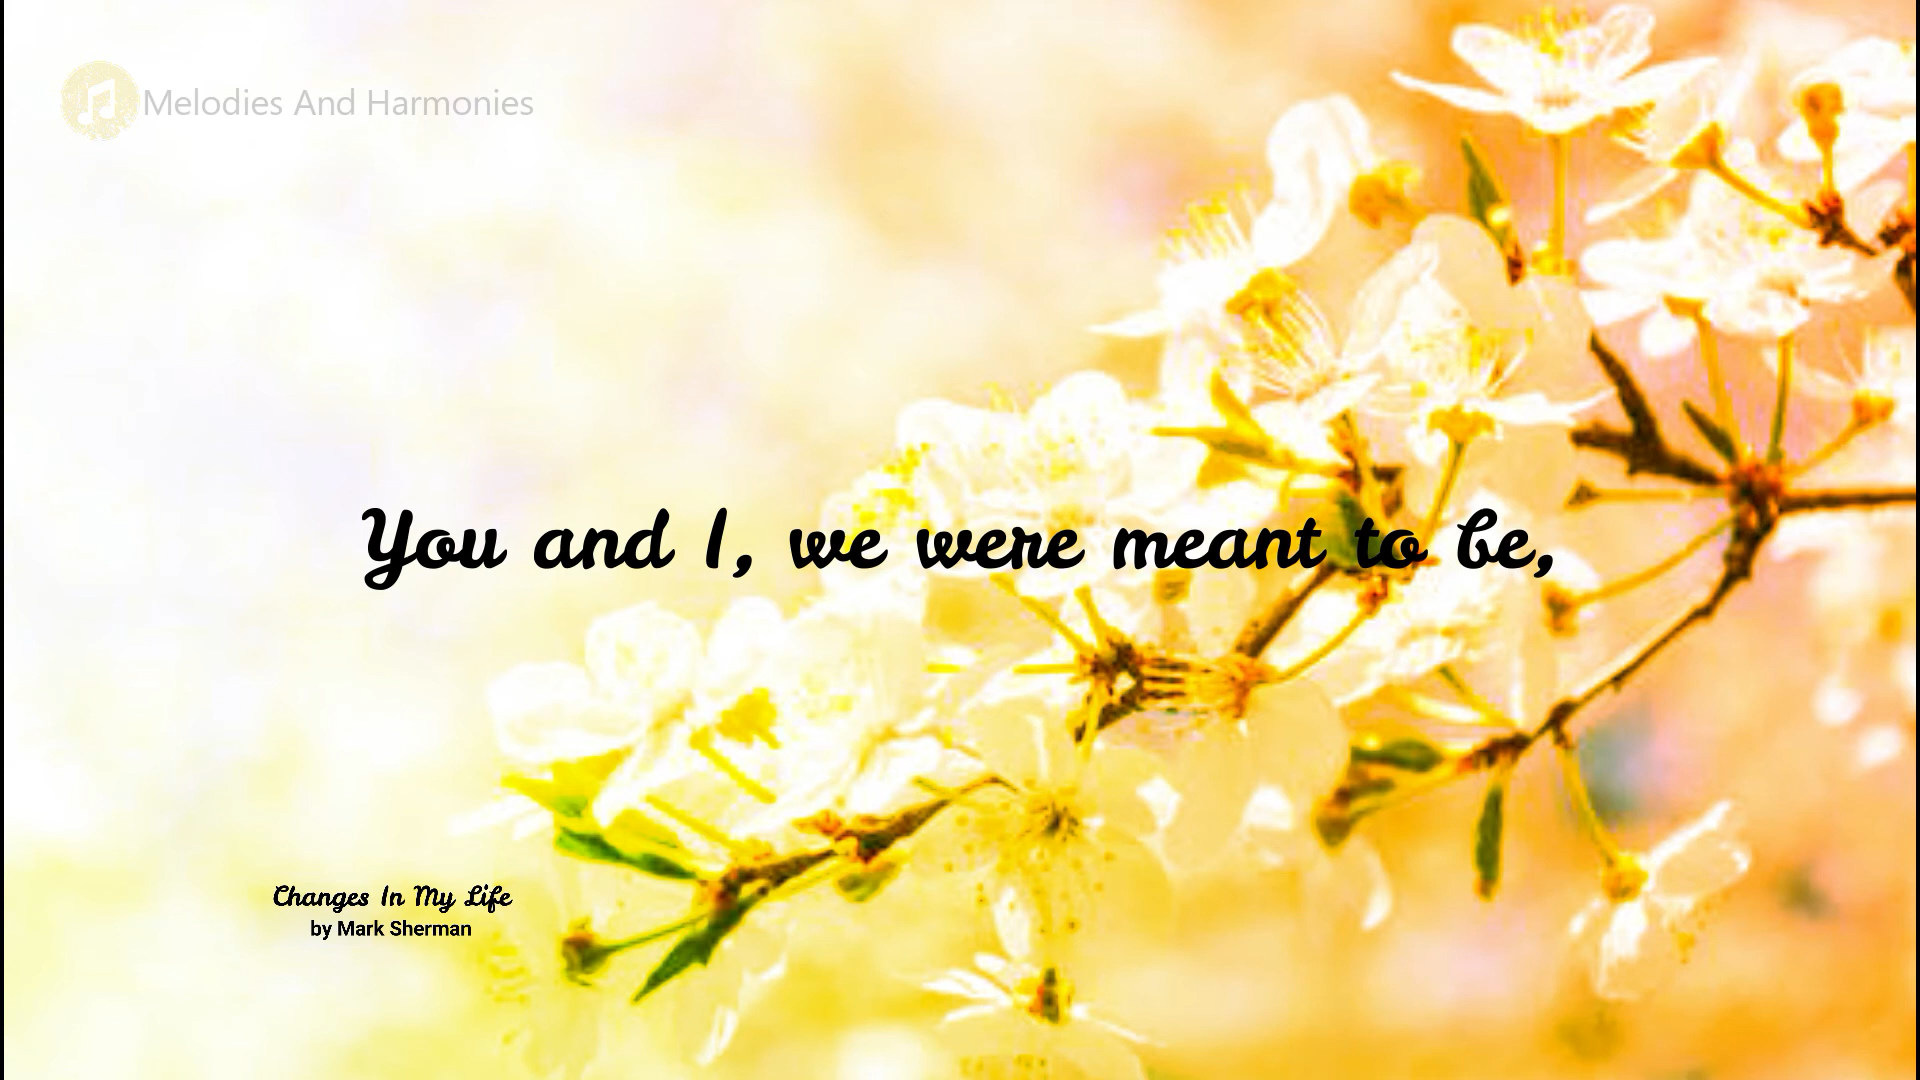 Melodies And Harmonies
You and I, we were meant to be,
Changes In My Life
by Mark Sherman